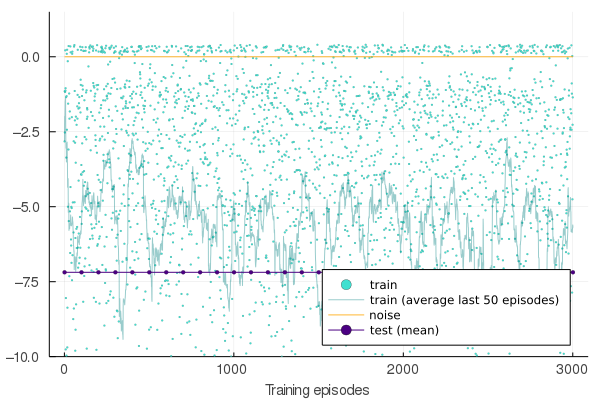 0.0
−2.5
−5.0
−7.5
−10.0
train
train (average last 50 episodes)
noise
test (mean)
0
1000
2000
3000
Training episodes